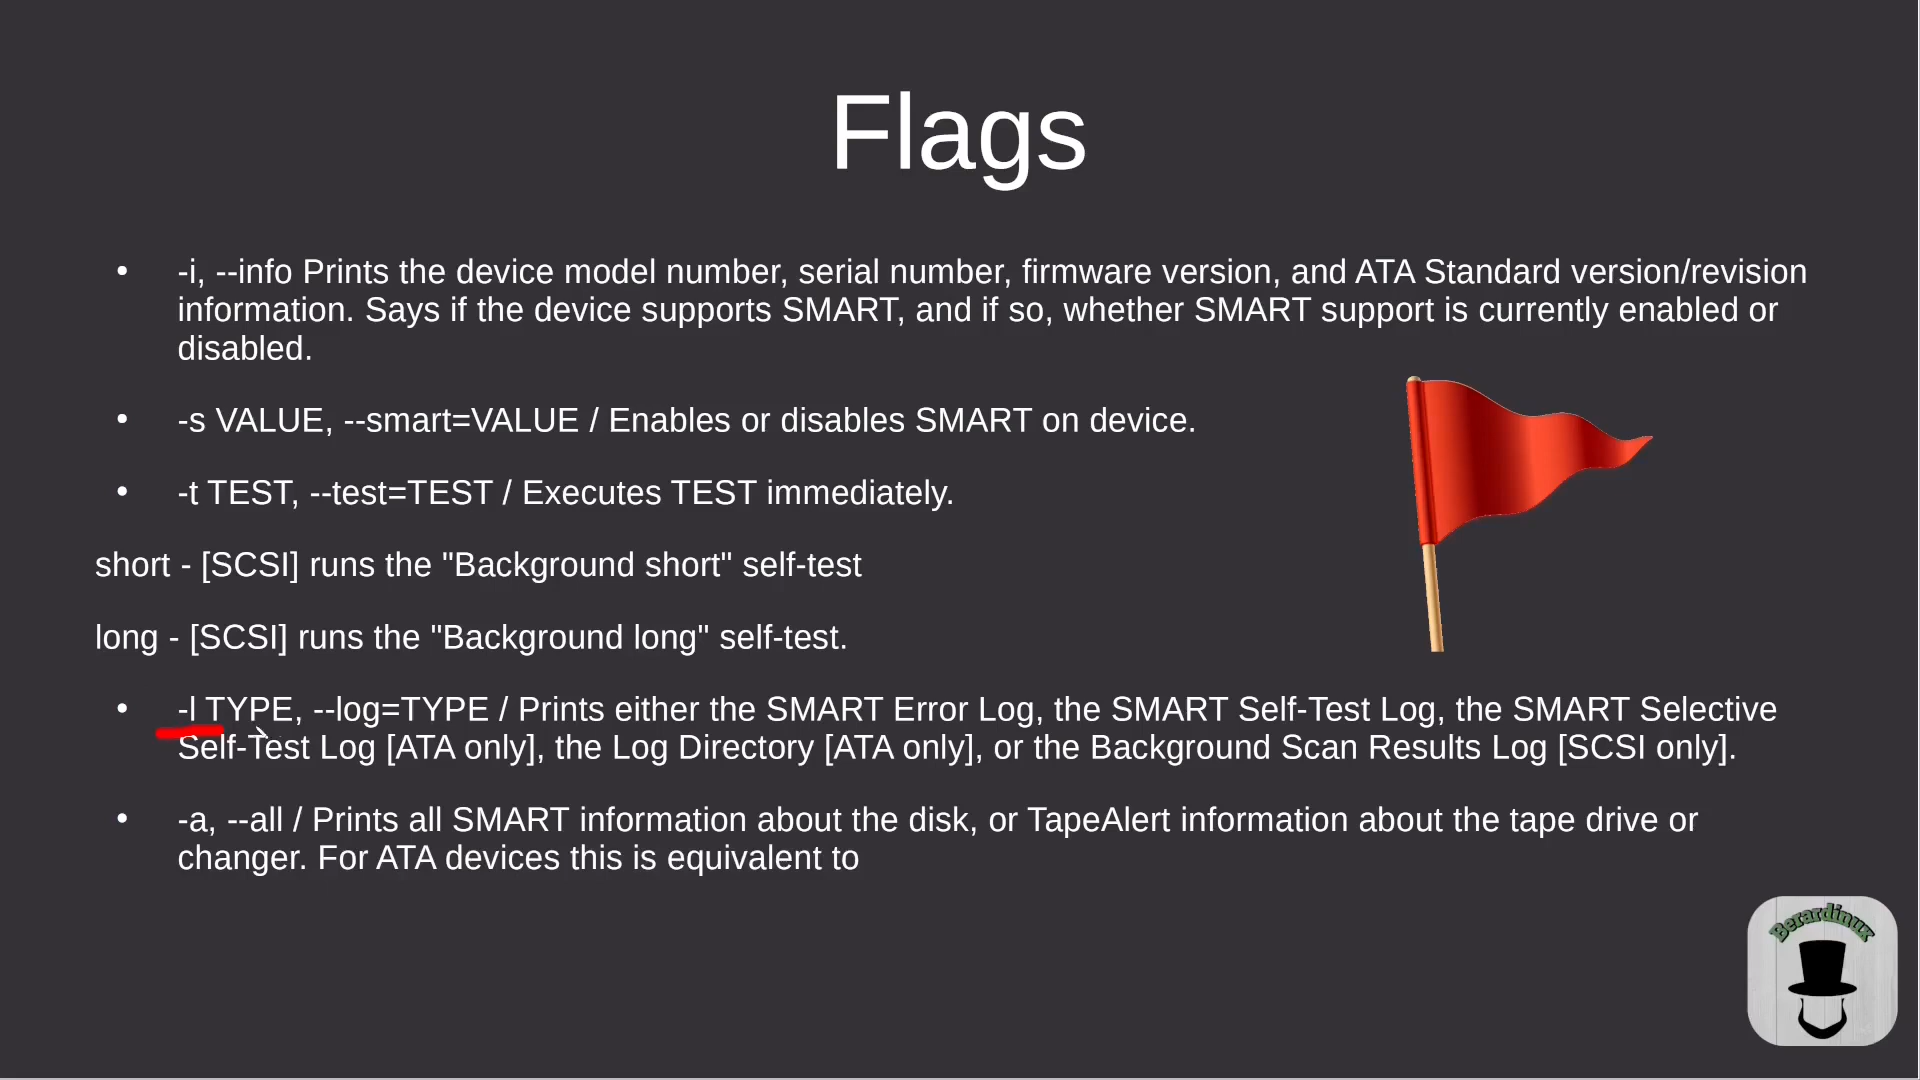 Flags
• -i, --info Prints the device model number, serial number, firmware version, and ATA Standard version/revision
information. Says if the device supports SMART, and if so, whether SMART support is currently enabled or
disabled.
• -s VALUE, --smart=VALUE / Enables or disables SMART on device.
• -t TEST, --test=TEST / Executes TEST immediately.
short - [SCSI] runs the "Background short" self-test
long - [SCSI] runs the "Background long" self-test.
• -l TYPE, --log=TYPE / Prints either the SMART Error Log, the SMART Self-Test Log, the SMART Selective
Self-Test Log [ATA only], the Log Directory [ATA only], or the Background Scan Results Log [SCSI only].
• -a, --all / Prints all SMART information about the disk, or TapeAlert information about the tape drive or
changer. For ATA devices this is equivalent to
Berardinux